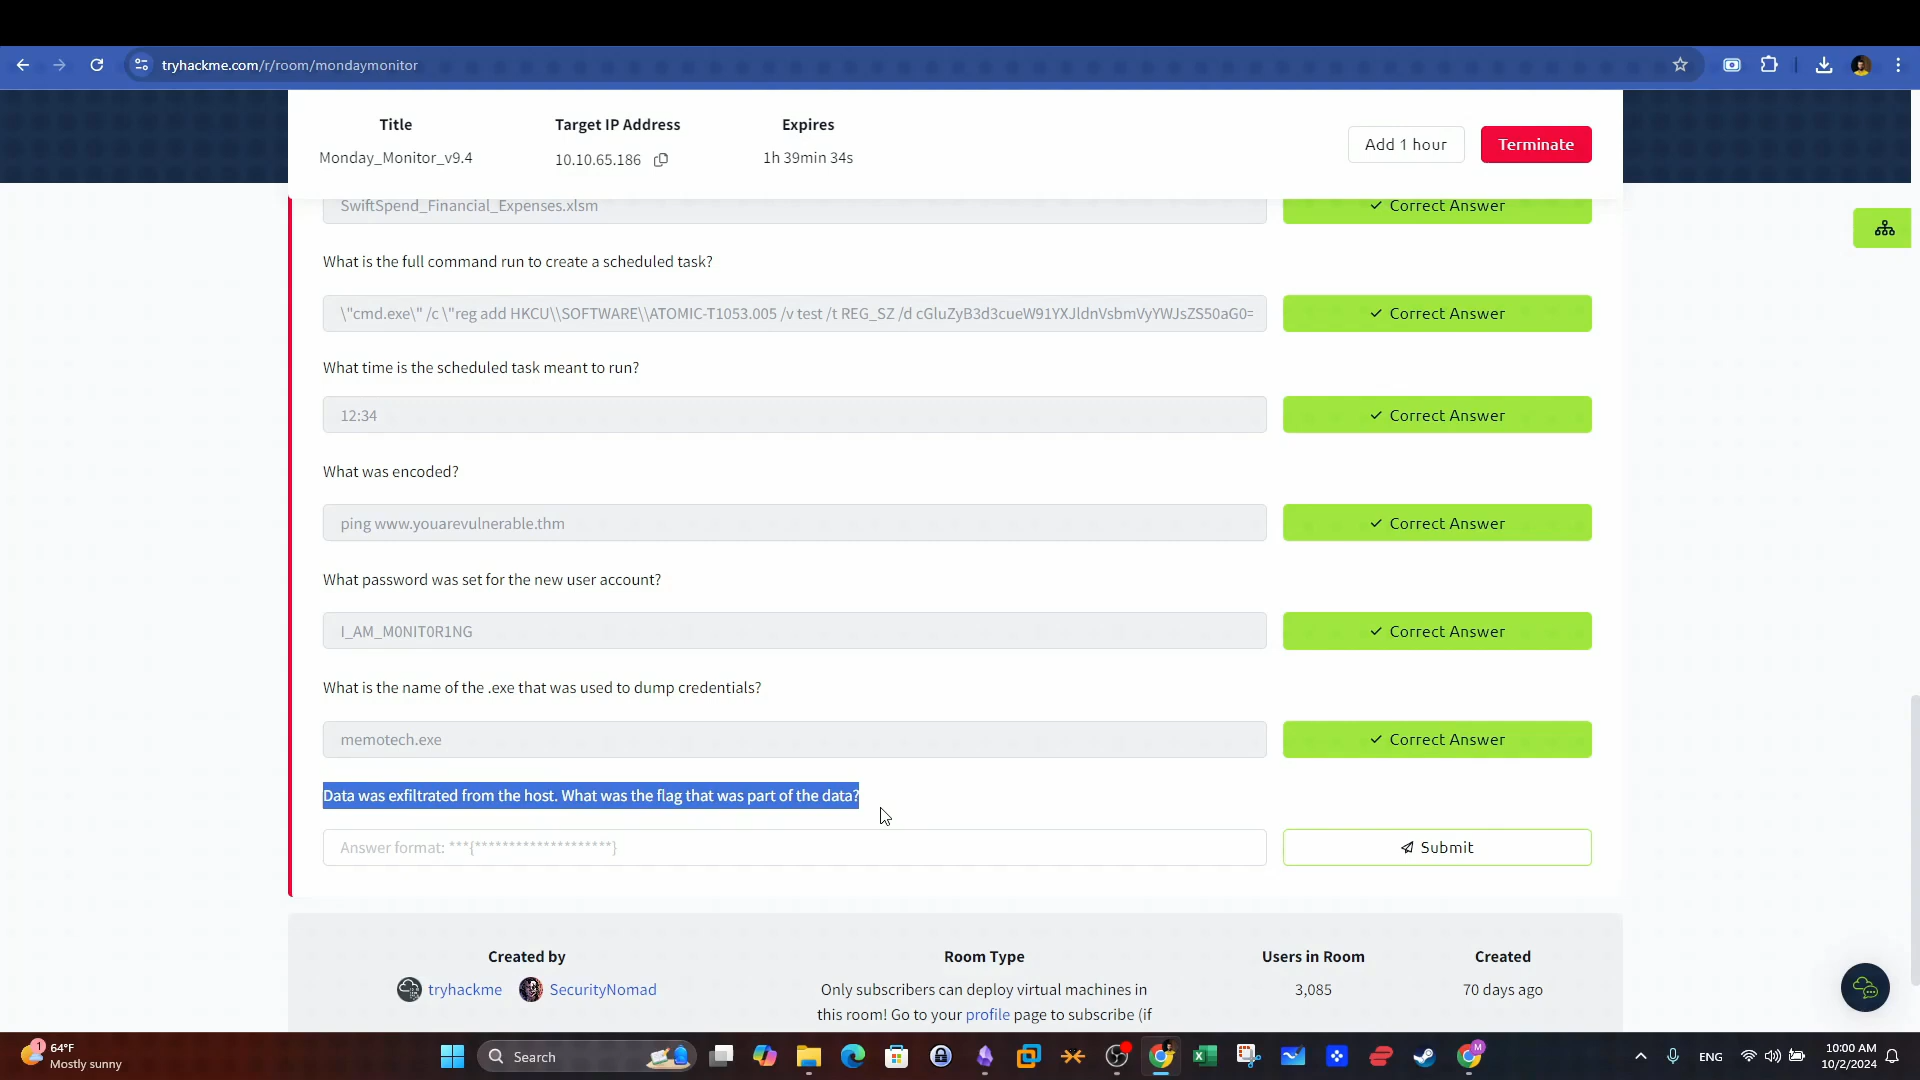 tryhackme.com/r/room/mondaymonitor
Title
Target IP Address
Expires
Monday_Monitor_v9.4
10.10.65.186
1h 39min 34s
Add 1 hour
Terminate
SwiftSpend_Financial_Expenses.xlsm
Correct Answer
What is the full command run to create a scheduled task?
\"cmd.exe\" /c \"reg add HKCU\\SOFTWARE\\ATOMIC-T1053.005 /v test /t REG_SZ /d cGluZyB3d3cueW91YXJldnVsbmVyYWJsZS50aG0=
Correct Answer
What time is the scheduled task meant to run?
12:34
Correct Answer
What was encoded?
ping www.youarevulnerable.thm
Correct Answer
What password was set for the new user account?
I_AM_M0NIT0R1NG
Correct Answer
What is the name of the .exe that was used to dump credentials?
memotech.exe
Correct Answer
Data was exfiltrated from the host. What was the flag that was part of the data?
Answer format: ***{********************}
Submit
Created by
Room Type
Users in Room
Created
tryhackme
SecurityNomad
Only subscribers can deploy virtual machines in
this room! Go to your profile page to subscribe (if
3,085
70 days ago
1
64°F
Mostly sunny
Search
M
ENG
10:00 AM
10/2/2024